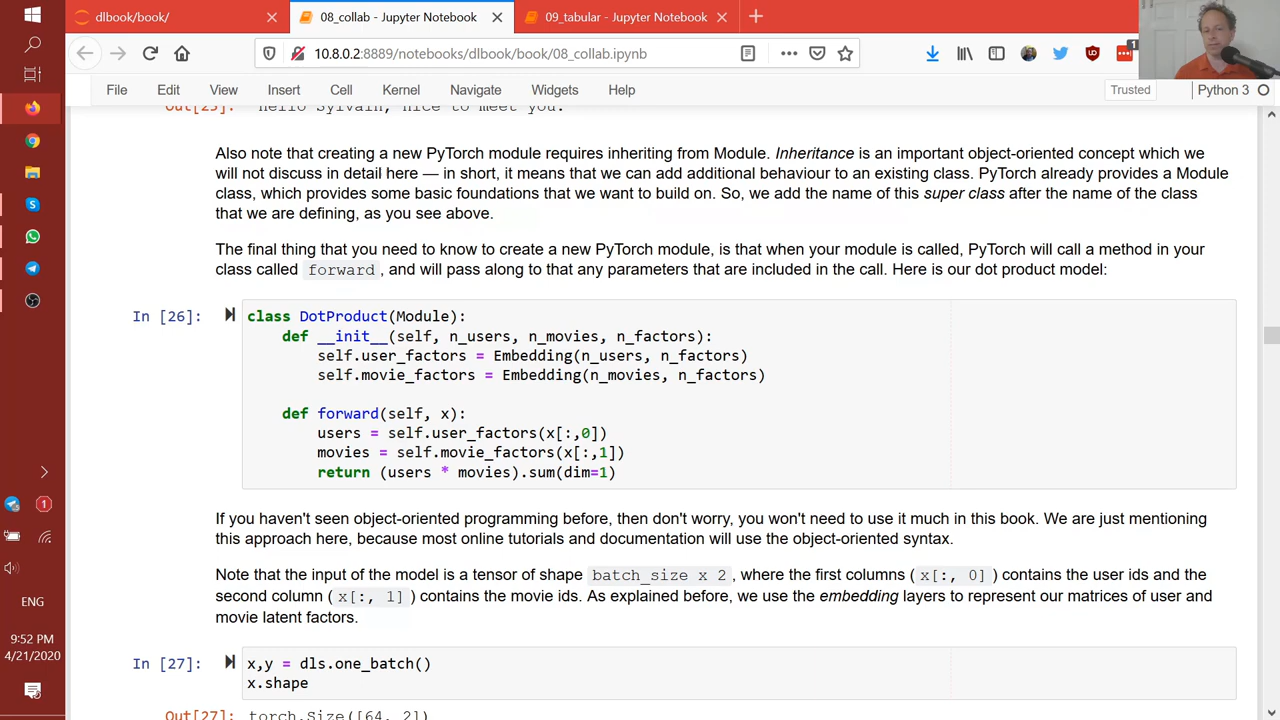 dlbook/book/
08_collab - Jupyter Notebook
09_tabular - Jupyter Notebook
10.8.0.2:8889/notebooks/dlbook/book/08_collab.ipynb
1
File Edit View Insert Cell Kernel Navigate Widgets Help
Trusted
Python 3
Out[25]: Hello Sylvain, nice to meet you.
Also note that creating a new PyTorch module requires inheriting from Module. Inheritance is an important object-oriented concept which we
will not discuss in detail here — in short, it means that we can add additional behaviour to an existing class. PyTorch already provides a Module
class, which provides some basic foundations that we want to build on. So, we add the name of this super class after the name of the class
that we are defining, as you see above.
The final thing that you need to know to create a new PyTorch module, is that when your module is called, PyTorch will call a method in your
class called forward, and will pass along to that any parameters that are included in the call. Here is our dot product model:
In [26]:
class DotProduct(Module):
def __init__(self, n_users, n_movies, n_factors):
self.user_factors = Embedding(n_users, n_factors)
self.movie_factors = Embedding(n_movies, n_factors)
def forward(self, x):
users = self.user_factors(x[:,0])
movies = self.movie_factors(x[:,1])
return (users * movies).sum(dim=1)
If you haven't seen object-oriented programming before, then don't worry, you won't need to use it much in this book. We are just mentioning
this approach here, because most online tutorials and documentation will use the object-oriented syntax.
Note that the input of the model is a tensor of shape batch_size x 2, where the first columns (x[:, 0]) contains the user ids and the
second column (x[:, 1]) contains the movie ids. As explained before, we use the embedding layers to represent our matrices of user and
movie latent factors.
In [27]:
x,y = dls.one_batch()
x.shape
Out[27]: torch.Size([64, 2])
1
ENG
9:52 PM
4/21/2020